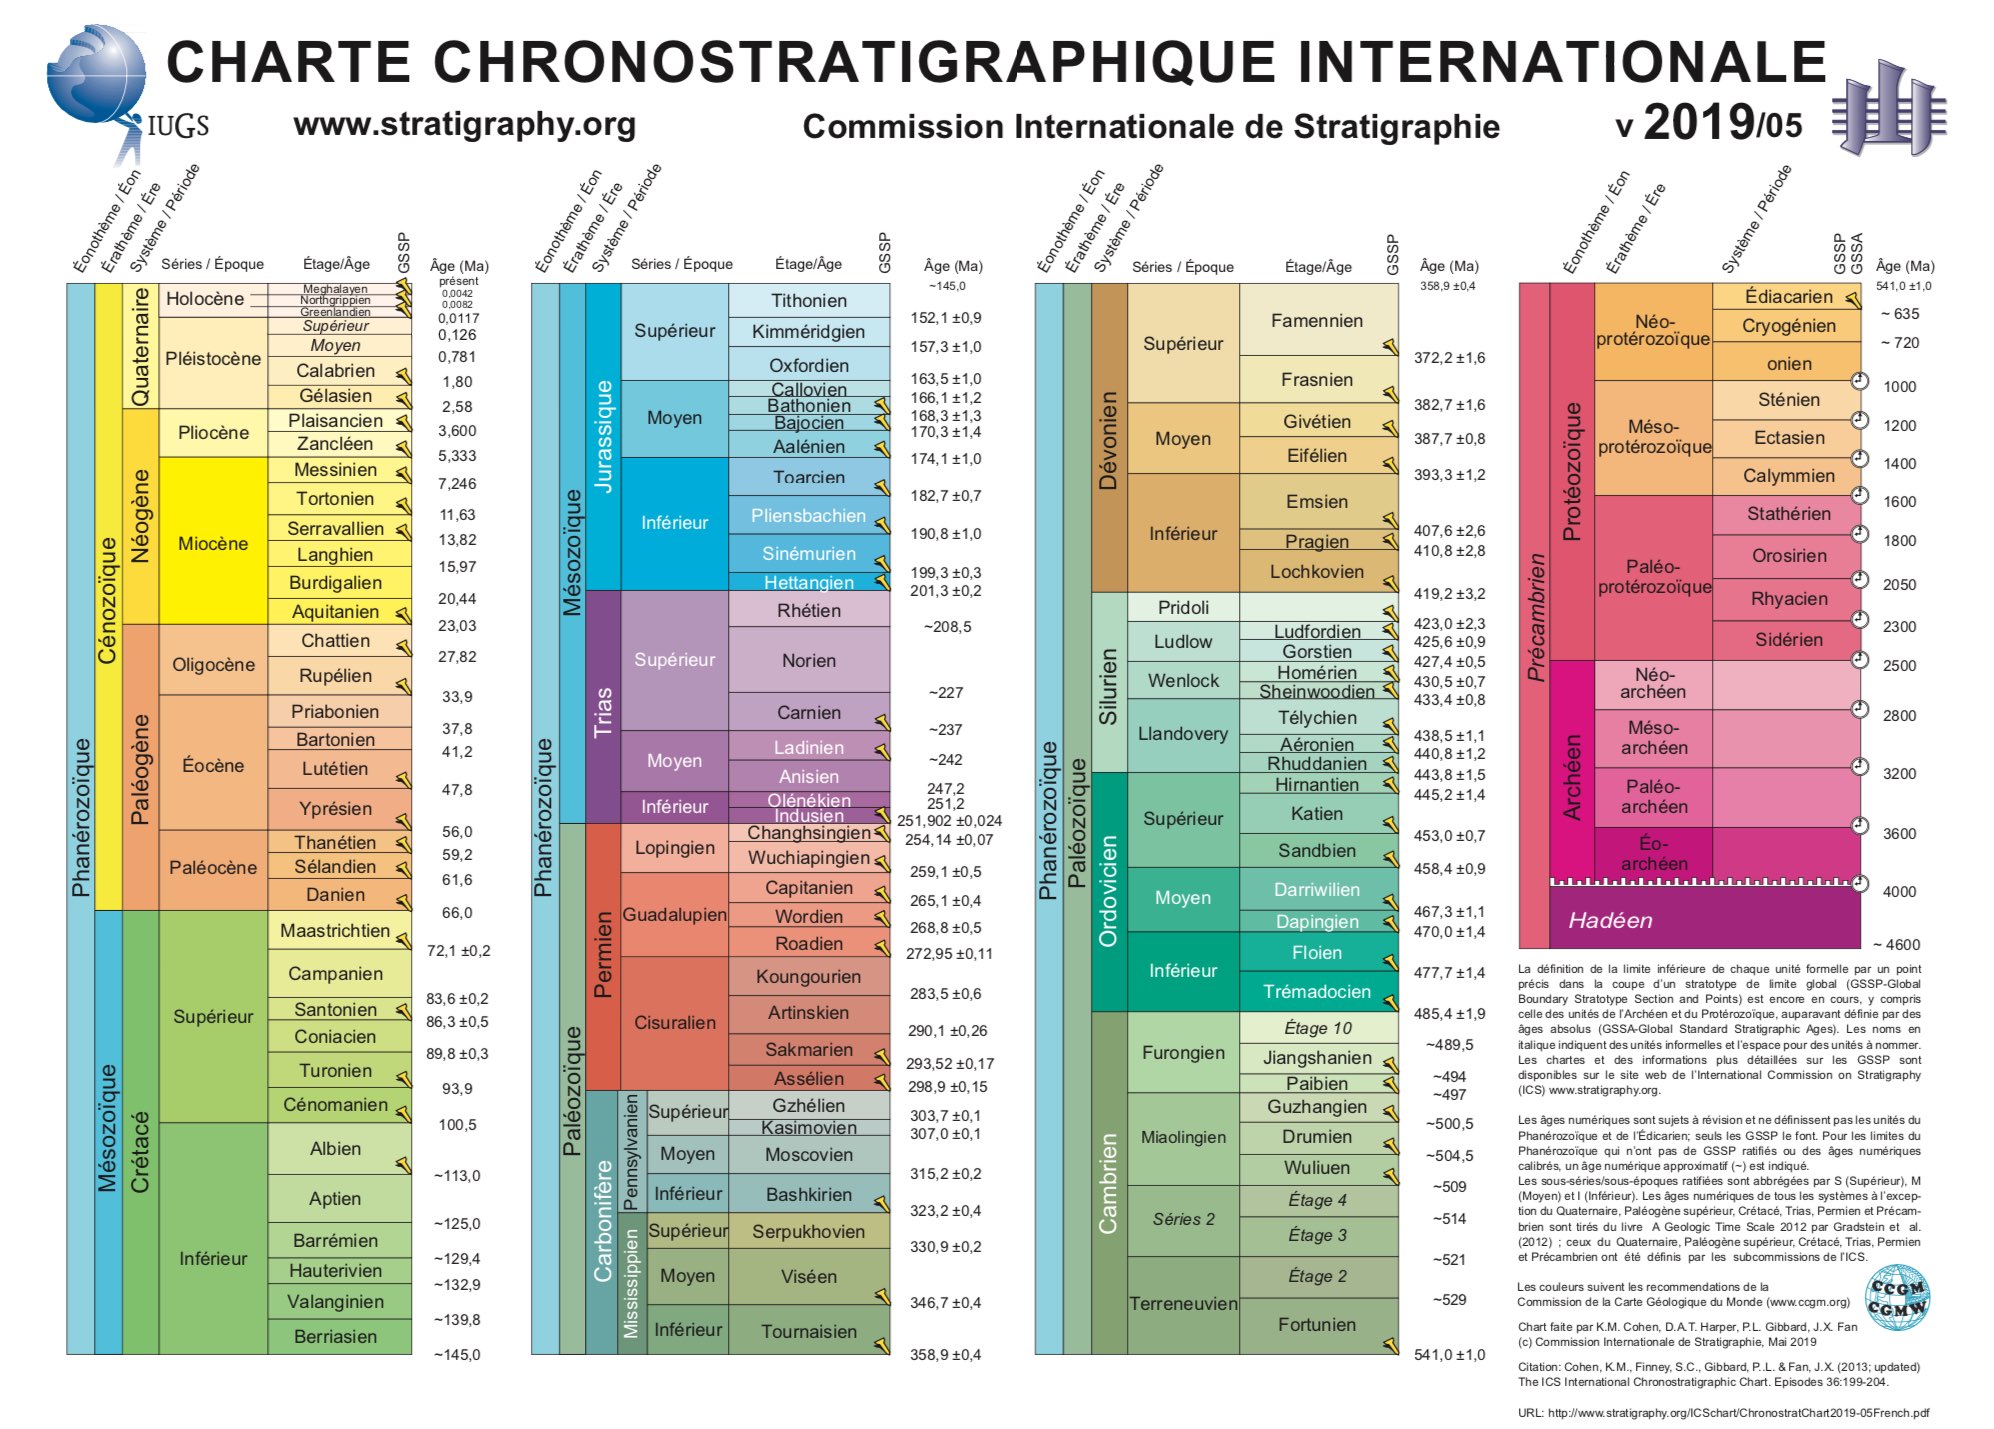 CHARTE CHRONOSTRATIGRAPHIQUE INTERNATIONALE
IUGS
www.stratigraphy.org
Commission Internationale de Stratigraphie
v 2019/05
Éonothème / Éon
Érathème / Ére
Système / Période
Séries / Époque
Étage/Âge
GSSP
Âge (Ma)
présent
Phanérozoïque
Cénozoïque
Quaternaire
Holocène
Meghalayen
0,0042
Northgrippien
0,0082
Greenlandien
0,0117
Pléistocène
Supérieur
0,126
Moyen
0,781
Calabrien
1,80
Gélasien
2,58
Néogène
Pliocène
Plaisancien
3,600
Zancléen
5,333
Miocène
Messinien
7,246
Tortonien
11,63
Serravallien
13,82
Langhien
15,97
Burdigalien
20,44
Aquitanien
23,03
Paléogène
Oligocène
Chattien
27,82
Rupélien
33,9
Éocène
Priabonien
37,8
Bartonien
41,2
Lutétien
47,8
Yprésien
56,0
Paléocène
Thanétien
59,2
Sélandien
61,6
Danien
66,0
Mésozoïque
Crétacé
Supérieur
Maastrichtien
72,1 ±0,2
Campanien
83,6 ±0,2
Santonien
86,3 ±0,5
Coniacien
89,8 ±0,3
Turonien
93,9
Cénomanien
100,5
Inférieur
Albien
~113,0
Aptien
~125,0
Barrémien
~129,4
Hauterivien
~132,9
Valanginien
~139,8
Berriasien
~145,0
Éonothème / Éon
Érathème / Ére
Système / Période
Séries / Époque
Étage/Âge
GSSP
Âge (Ma)
~145,0
Phanérozoïque
Mésozoïque
Jurassique
Supérieur
Tithonien
152,1 ±0,9
Kimméridgien
157,3 ±1,0
Oxfordien
163,5 ±1,0
Moyen
Callovien
166,1 ±1,2
Bathonien
168,3 ±1,3
Bajocien
170,3 ±1,4
Aalénien
174,1 ±1,0
Inférieur
Toarcien
182,7 ±0,7
Pliensbachien
190,8 ±1,0
Sinémurien
199,3 ±0,3
Hettangien
201,3 ±0,2
Trias
Supérieur
Rhétien
~208,5
Norien
~227
Carnien
~237
Moyen
Ladinien
~242
Anisien
247,2
Inférieur
Olénékien
251,2
Indusien
251,902 ±0,024
Paléozoïque
Permien
Lopingien
Changhsingien
254,14 ±0,07
Wuchiapingien
259,1 ±0,5
Guadalupien
Capitanien
265,1 ±0,4
Wordien
268,8 ±0,5
Roadien
272,95 ±0,11
Cisuralien
Koungourien
283,5 ±0,6
Artinskien
290,1 ±0,26
Sakmarien
293,52 ±0,17
Assélien
298,9 ±0,15
Carbonifère
Pennsylvanien
Supérieur
Gzhélien
303,7 ±0,1
Kasimovien
307,0 ±0,1
Moyen
Moscovien
315,2 ±0,2
Inférieur
Bashkirien
323,2 ±0,4
Mississippien
Supérieur
Serpukhovien
330,9 ±0,2
Moyen
Viséen
346,7 ±0,4
Inférieur
Tournaisien
358,9 ±0,4
Éonothème / Éon
Érathème / Ére
Système / Période
Séries / Époque
Étage/Âge
GSSP
Âge (Ma)
358,9 ±0,4
Phanérozoïque
Paléozoïque
Dévonien
Supérieur
Famennien
372,2 ±1,6
Frasnien
382,7 ±1,6
Moyen
Givétien
387,7 ±0,8
Eifélien
393,3 ±1,2
Inférieur
Emsien
407,6 ±2,6
Pragien
410,8 ±2,8
Lochkovien
419,2 ±3,2
Silurien
Pridoli
423,0 ±2,3
Ludlow
Ludfordien
425,6 ±0,9
Gorstien
427,4 ±0,5
Wenlock
Homérien
430,5 ±0,7
Sheinwoodien
433,4 ±0,8
Llandovery
Télychien
438,5 ±1,1
Aéronien
440,8 ±1,2
Rhuddanien
443,8 ±1,5
Ordovicien
Supérieur
Hirnantien
445,2 ±1,4
Katien
453,0 ±0,7
Sandbien
458,4 ±0,9
Moyen
Darriwilien
467,3 ±1,1
Dapingien
470,0 ±1,4
Inférieur
Floien
477,7 ±1,4
Trémadocien
485,4 ±1,9
Cambrien
Furongien
Étage 10
~489,5
Jiangshanien
~494
Paibien
~497
Miaolingien
Guzhangien
~500,5
Drumien
~504,5
Wuliuen
~509
Séries 2
Étage 4
~514
Étage 3
~521
Terreneuvien
Étage 2
~529
Fortunien
541,0 ±1,0
Éonothème / Éon
Érathème / Ére
Système / Période
GSSP
GSSA
Âge (Ma)
541,0 ±1,0
Précambrien
Protéozoïque
Néo-
protérozoïque
Édiacarien
~ 635
Cryogénien
~ 720
onien
1000
Méso-
protérozoïque
Sténien
1200
Ectasien
1400
Calymmien
1600
Paléo-
protérozoïque
Stathérien
1800
Orosirien
2050
Rhyacien
2300
Sidérien
2500
Archéen
Néo-
archéen
2800
Méso-
archéen
3200
Paléo-
archéen
3600
Éo-
archéen
4000
Hadéen
~ 4600
La définition de la limite inférieure de chaque unité formelle par un point
précis dans la coupe d'un stratotype de limite global (GSSP-Global
Boundary Stratotype Section and Points) est encore en cours, y compris
celle des unités de l'Archéen et du Protérozoïque, auparavant définie par des
âges absolus (GSSA-Global Standard Stratigraphic Ages). Les noms en
italique indiquent des unités informelles et l'espace pour des unités à nommer.
Les chartes et des informations plus détaillées sur les GSSP sont
disponibles sur le site web de l'International Commission on Stratigraphy
(ICS) www.stratigraphy.org.
Les âges numériques sont sujets à révision et ne définissent pas les unités du
Phanérozoïque et de l'Édicarien; seuls les GSSP le font. Pour les limites du
Phanérozoïque qui n'ont pas de GSSP ratifiés ou des âges numériques
calibrés, un âge numérique approximatif (~) est indiqué.
Les sous-séries/sous-époques ratifiées sont abbrégées par S (Supérieur), M
(Moyen) et I (Inférieur). Les âges numériques de tous les systèmes à l'excep-
tion du Quaternaire, Paléogène supérieur, Crétacé, Trias, Permien et Précam-
brien sont tirés du livre A Geologic Time Scale 2012 par Gradstein et al.
(2012) ; ceux du Quaternaire, Paléogène supérieur, Crétacé, Trias, Permien
et Précambrien ont été définis par les subcommissions de l'ICS.
Les couleurs suivent les recommendations de la
Commission de la Carte Géologique du Monde (www.ccgm.org)
CCGM
CGMW
Chart faite par K.M. Cohen, D.A.T. Harper, P.L. Gibbard, J.X. Fan
(c) Commission Internationale de Stratigraphie, Mai 2019
Citation: Cohen, K.M., Finney, S.C., Gibbard, P..L. & Fan, J.X. (2013; updated)
The ICS International Chronostratigraphic Chart. Episodes 36:199-204.
URL: http://www.stratigraphy.org/ICSchart/ChronostratChart2019-05French.pdf